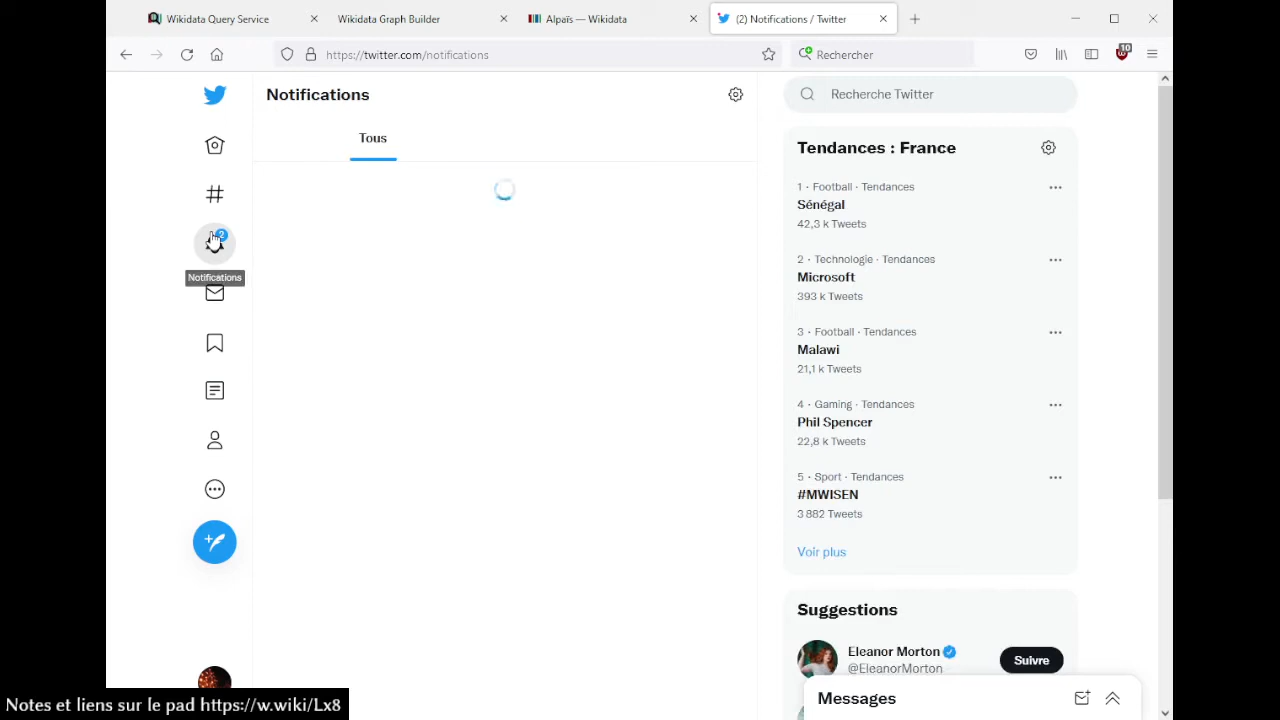 Wikidata Query Service
Wikidata Graph Builder
Alpaïs — Wikidata
(2) Notifications / Twitter
https://twitter.com/notifications
Rechercher
10
Notifications
Tous
2
Notifications
Recherche Twitter
Tendances : France
1 · Football · Tendances
Sénégal
42,3 k Tweets
2 · Technologie · Tendances
Microsoft
393 k Tweets
3 · Football · Tendances
Malawi
21,1 k Tweets
4 · Gaming · Tendances
Phil Spencer
22,8 k Tweets
5 · Sport · Tendances
#MWISEN
3 882 Tweets
Voir plus
Suggestions
Eleanor Morton
@EleanorMorton
Suivre
Messages
Notes et liens sur le pad https://w.wiki/Lx8